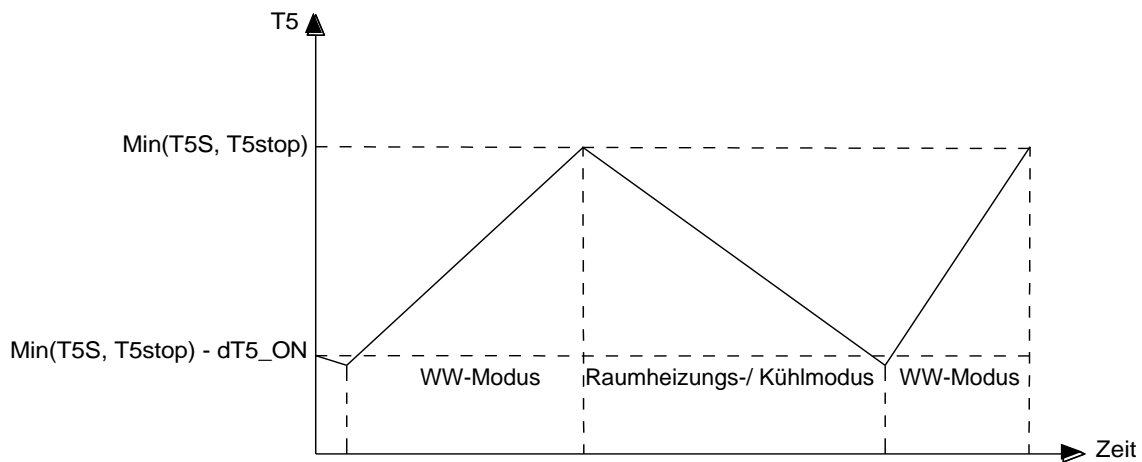 T5
Min(T5S, T5stop)
Min(T5S, T5stop) - dT5_ON
WW-Modus
Raumheizungs-/ Kühlmodus
WW-Modus
Zeit